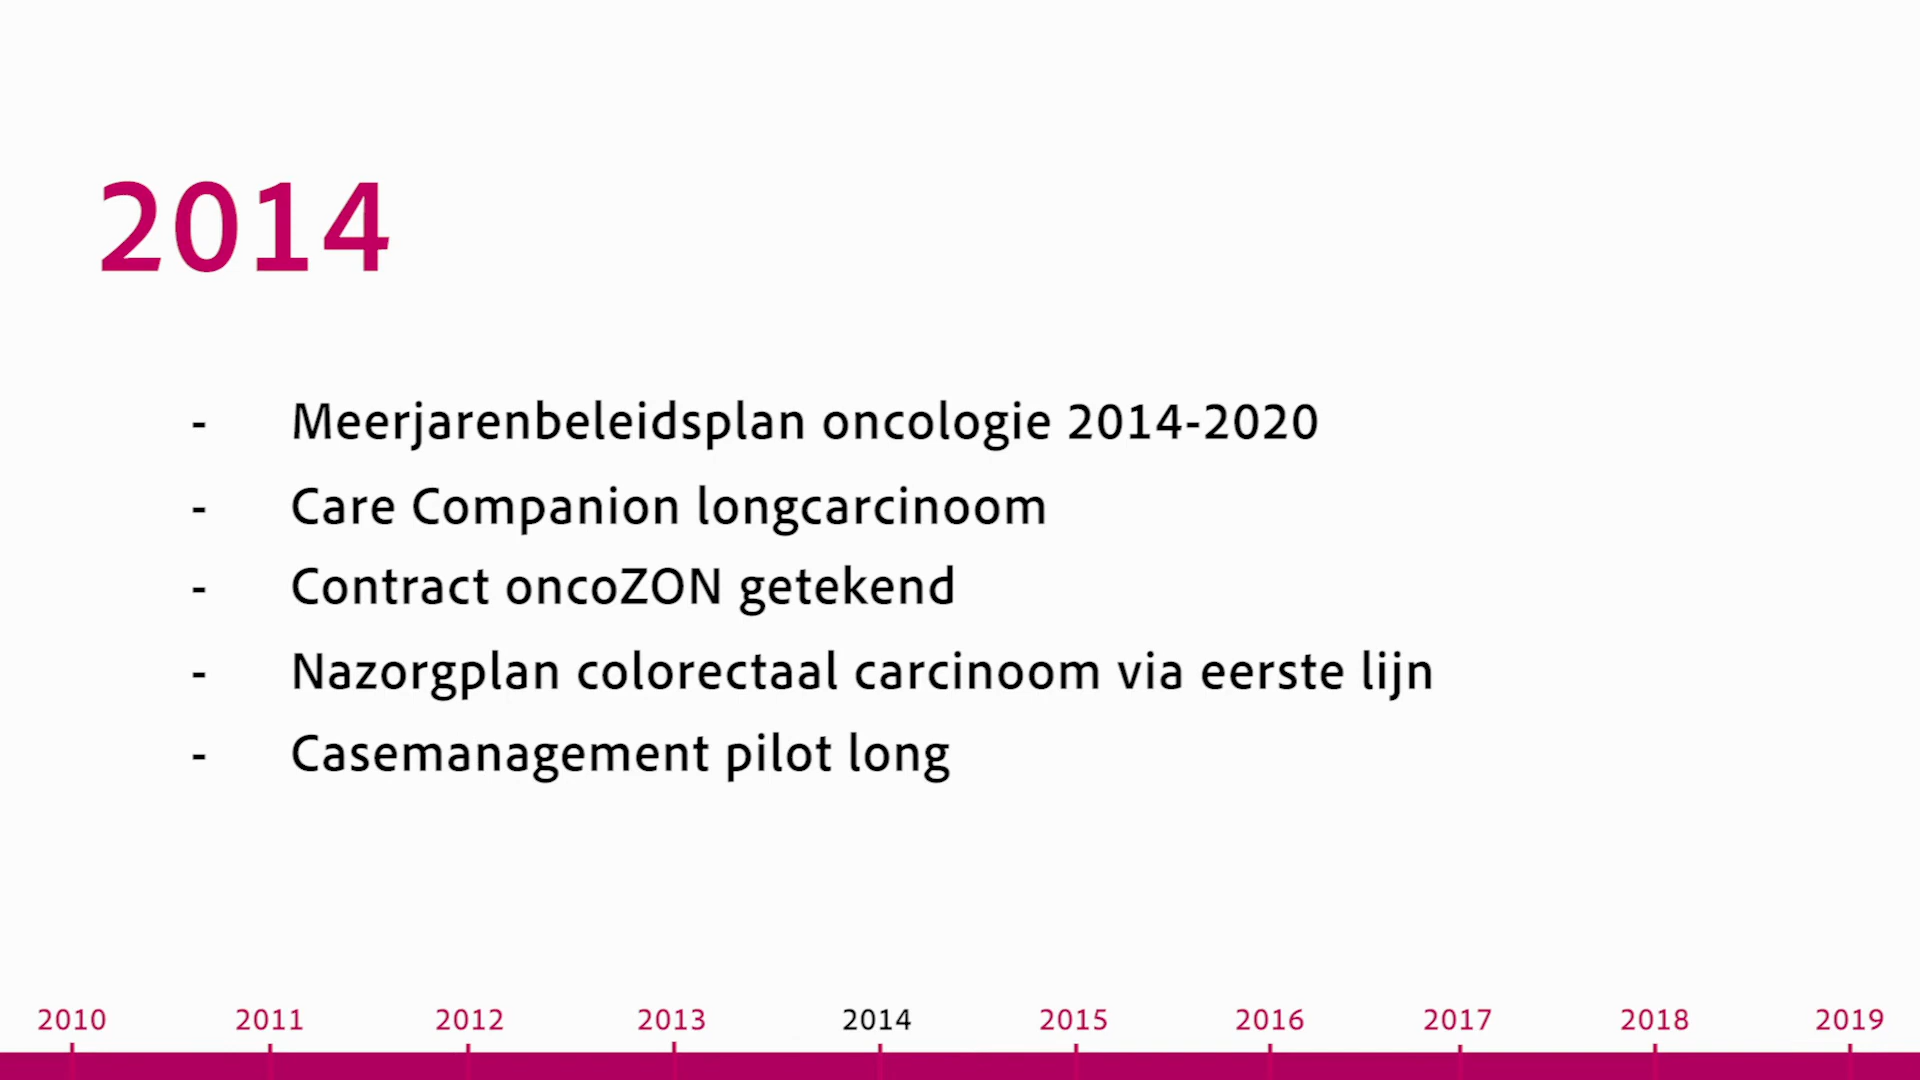 2014
- Meerjarenbeleidsplan oncologie 2014-2020
- Care Companion longcarcinoom
- Contract oncoZON getekend
- Nazorgplan colorectaal carcinoom via eerste lijn
- Casemanagement pilot long
2010 2011 2012 2013 2014 2015 2016 2017 2018 2019